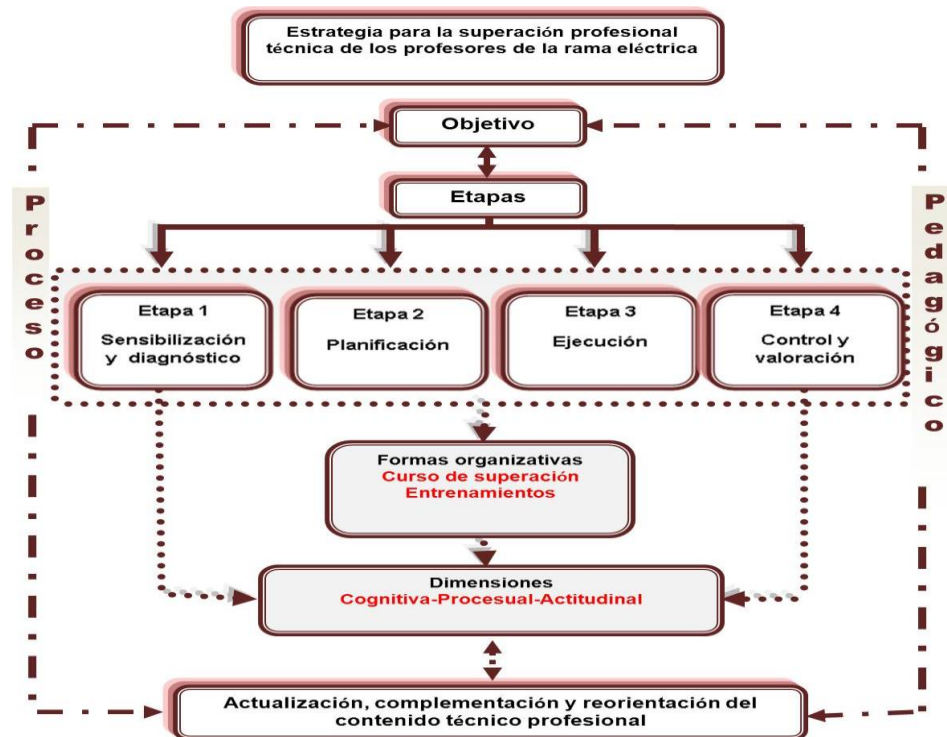 Estrategia para la superación profesional
técnica de los profesores de la rama eléctrica
Objetivo
Etapas
Proceso
Pedagógico
Etapa 1
Sensibilización
y diagnóstico
Etapa 2
Planificación
Etapa 3
Ejecución
Etapa 4
Control y
valoración
Formas organizativas
Curso de superación
Entrenamientos
Dimensiones
Cognitiva-Procesual-Actitudinal
Actualización, complementación y reorientación del
contenido técnico profesional